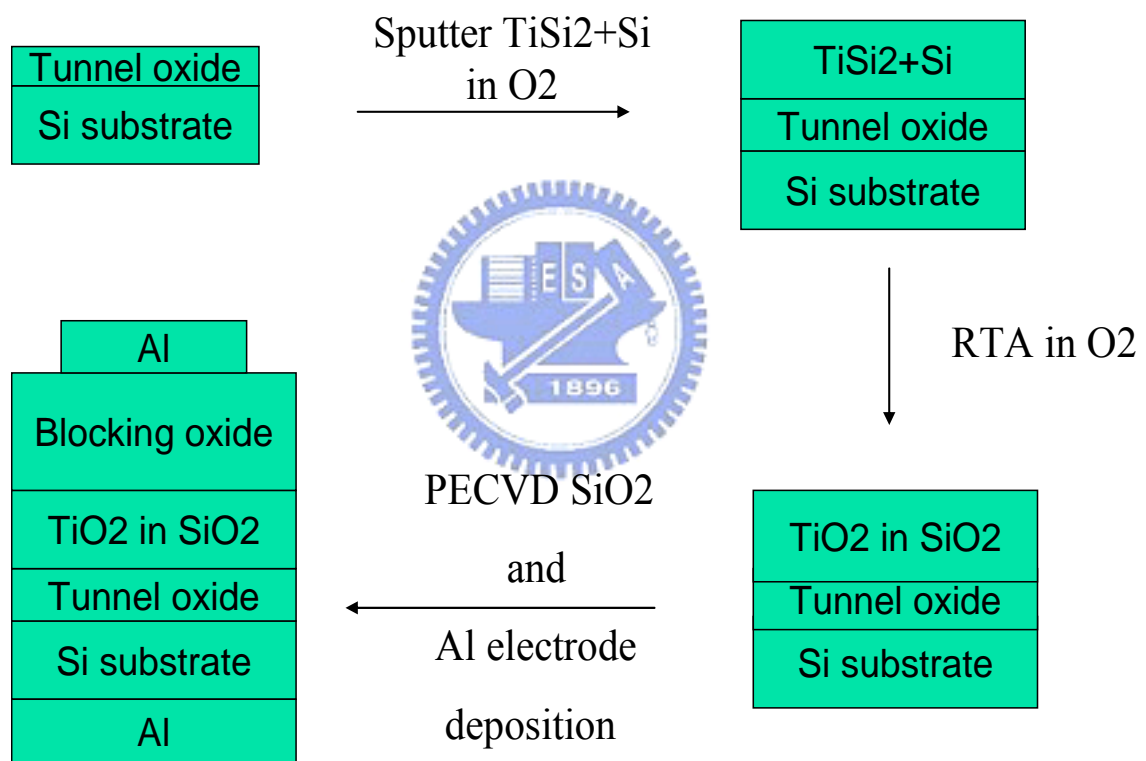 Tunnel oxide
Si substrate
Sputter TiSi2+Si
in O2
TiSi2+Si
Tunnel oxide
Si substrate
ESA
1896
RTA in O2
TiO2 in SiO2
Tunnel oxide
Si substrate
PECVD SiO2
and
Al electrode
deposition
Al
Blocking oxide
TiO2 in SiO2
Tunnel oxide
Si substrate
Al